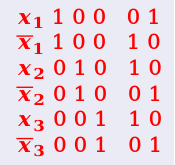 x₁ 1 0 0 0 1
x̅₁ 1 0 0 1 0
x₂ 0 1 0 1 0
x̅₂ 0 1 0 0 1
x₃ 0 0 1 1 0
x̅₃ 0 0 1 0 1